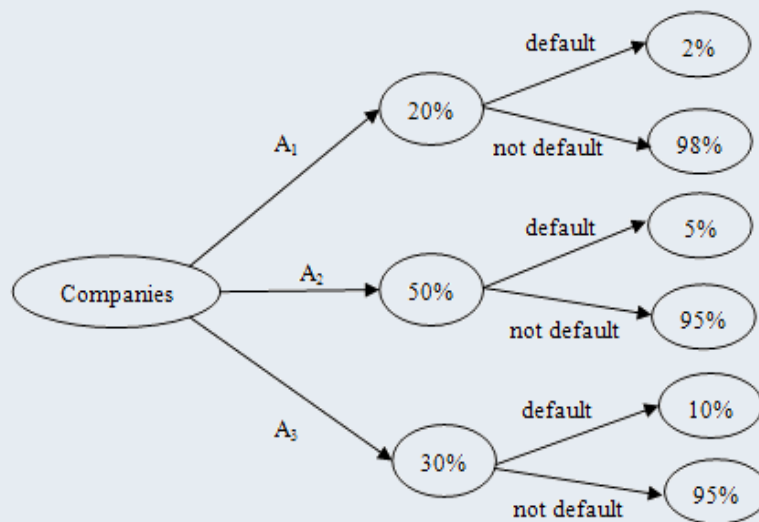 default
2%
20%
A₁
not default
98%
default
5%
Companies
A₂
50%
not default
95%
default
10%
A₃
30%
not default
95%